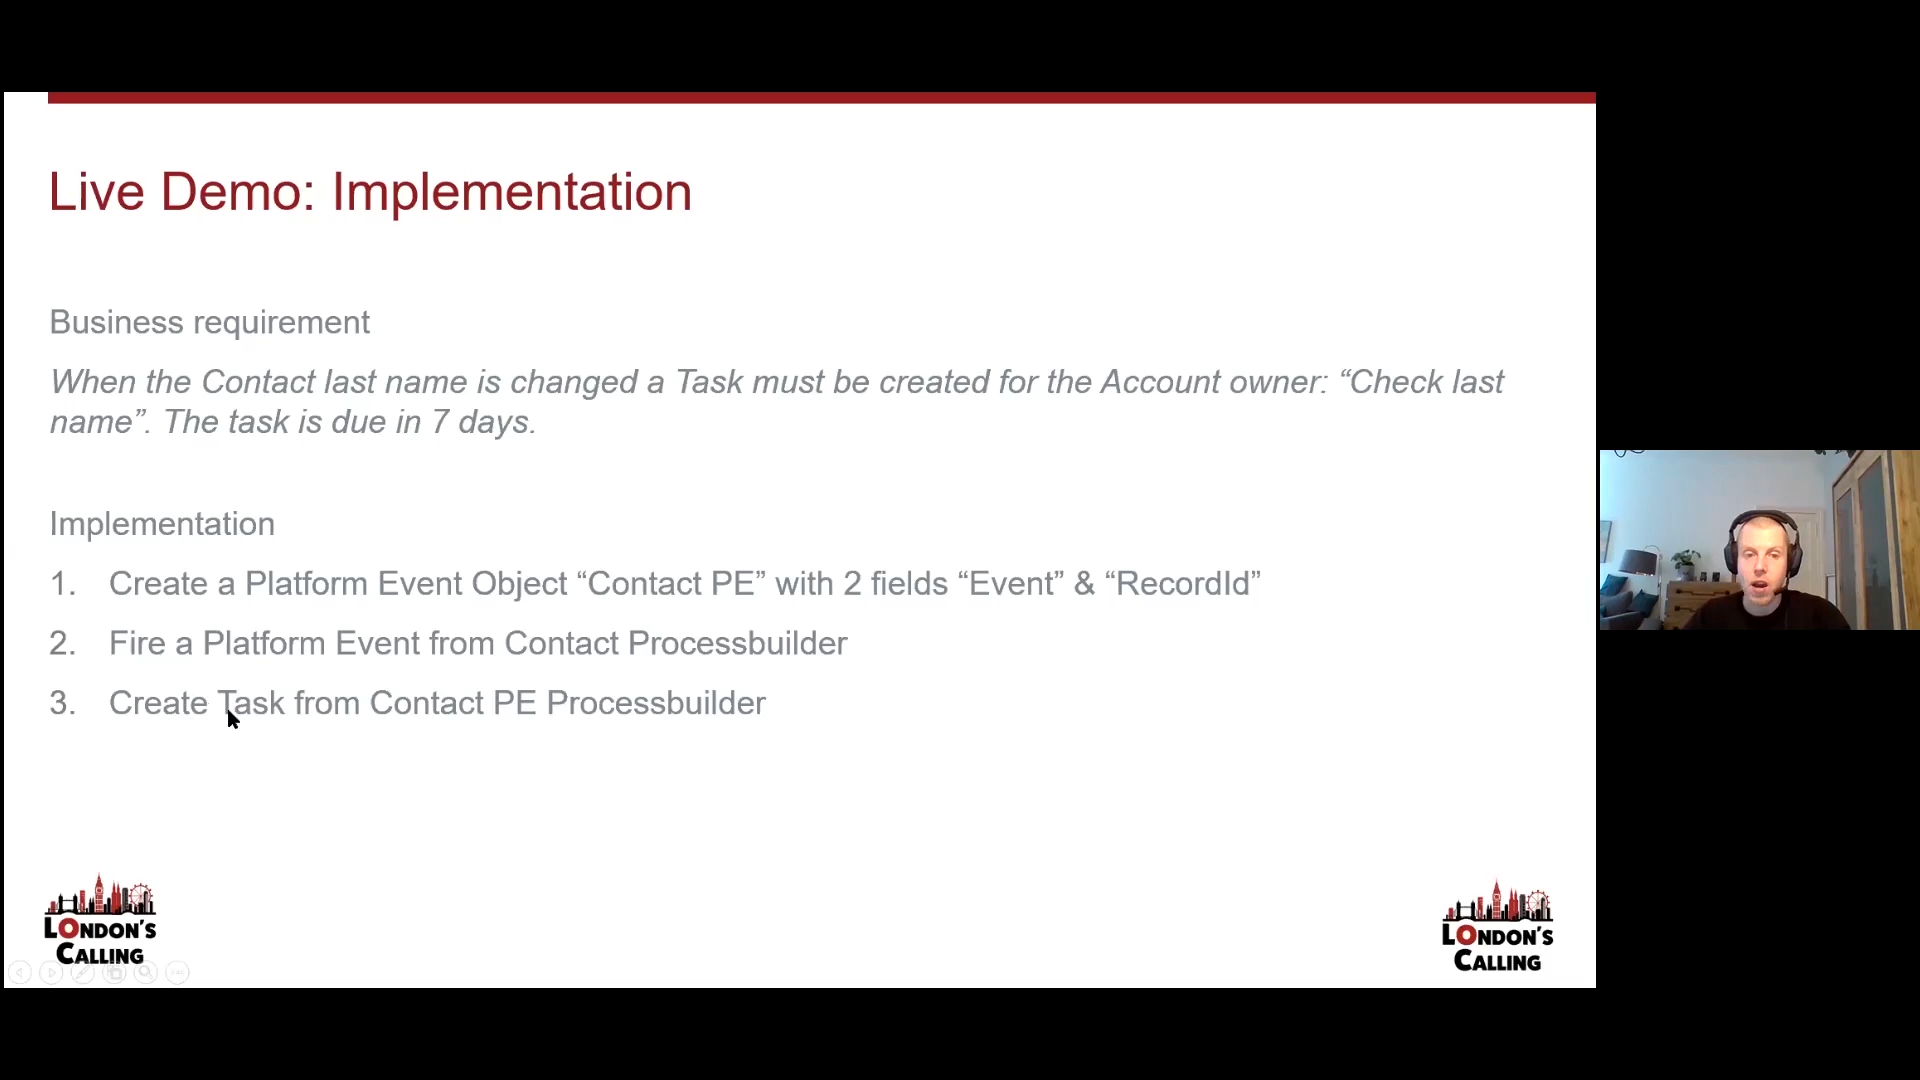 Live Demo: Implementation
Business requirement
When the Contact last name is changed a Task must be created for the Account owner: “Check last
name”. The task is due in 7 days.
Implementation
1. Create a Platform Event Object “Contact PE” with 2 fields “Event” & “RecordId”
2. Fire a Platform Event from Contact Processbuilder
3. Create Task from Contact PE Processbuilder
LONDON'S
CALLING
LONDON'S
CALLING